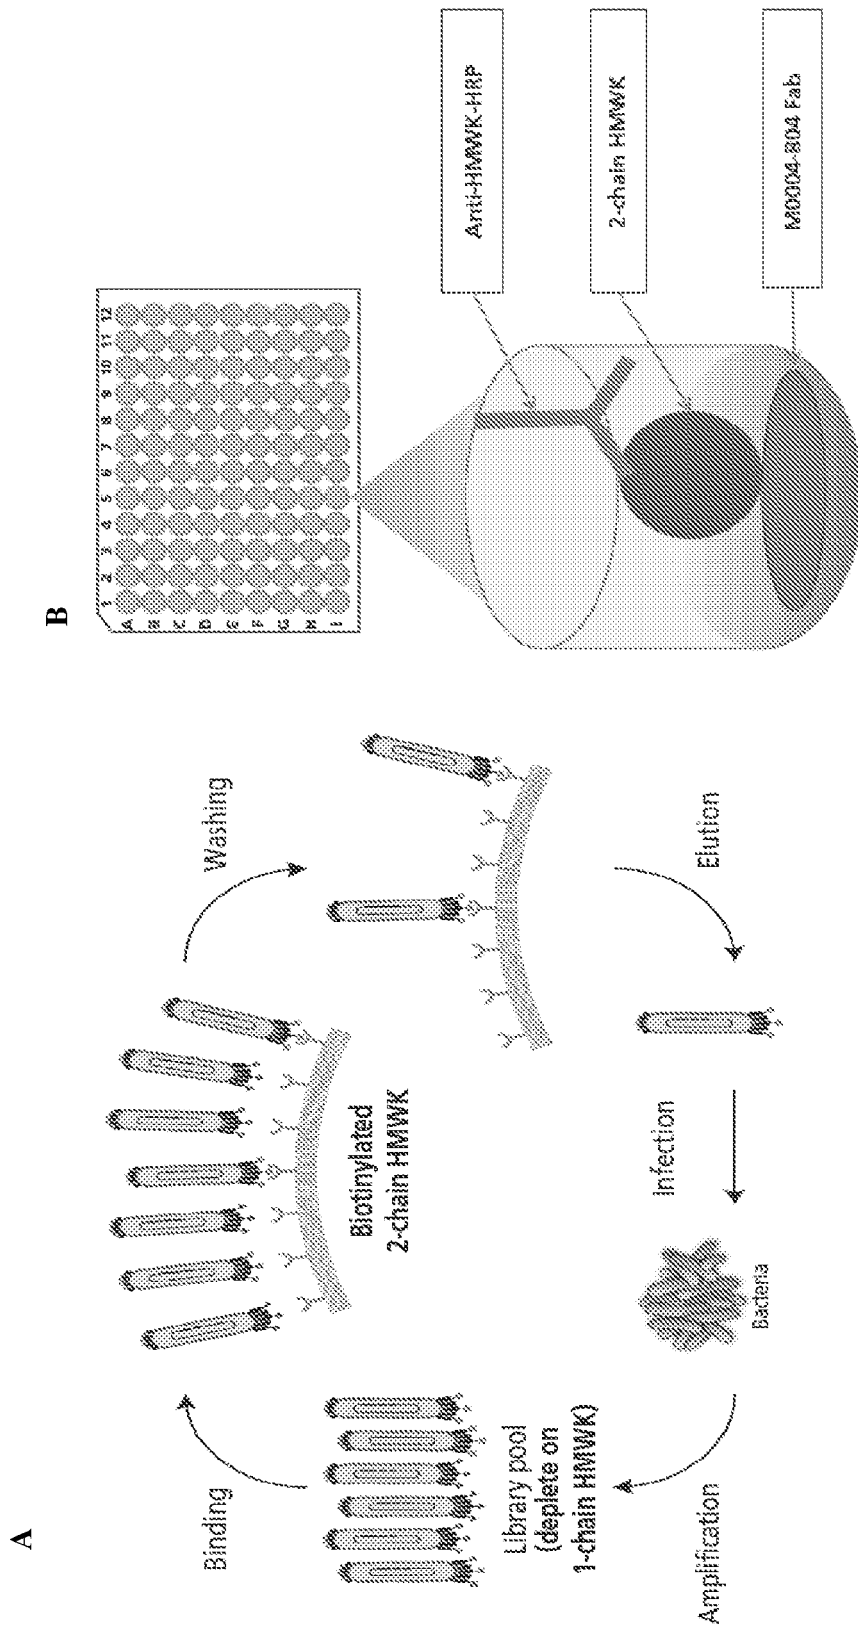 A
Binding
Washing
Biotinylated
2-chain HMWK
Library pool
(deplete on
1-chain HMWK)
Elution
Infection
Bacteria
Amplification
B
1 2 3 4 5 6 7 8 9 10 11 12
A
B
C
D
E
F
G
H
I
Anti-HMWK-HRP
2-chain HMWK
M0004-B04 Fab